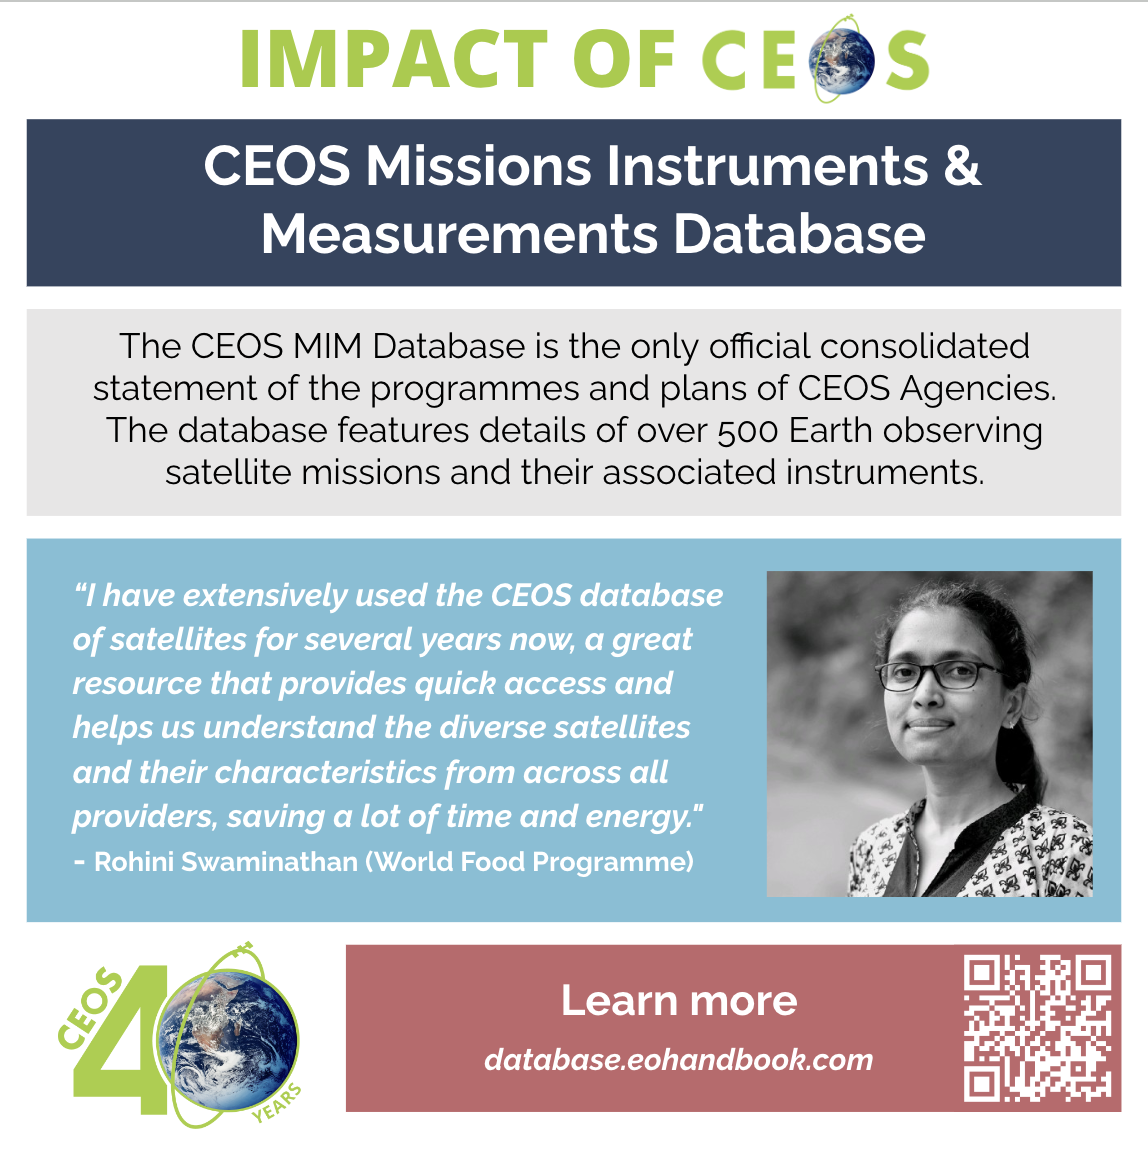 IMPACT OF CEOS
CEOS Missions Instruments &
Measurements Database
The CEOS MIM Database is the only official consolidated
statement of the programmes and plans of CEOS Agencies.
The database features details of over 500 Earth observing
satellite missions and their associated instruments.
“I have extensively used the CEOS database
of satellites for several years now, a great
resource that provides quick access and
helps us understand the diverse satellites
and their characteristics from across all
providers, saving a lot of time and energy."
- Rohini Swaminathan (World Food Programme)
CEOS
40
YEARS
Learn more
database.eohandbook.com